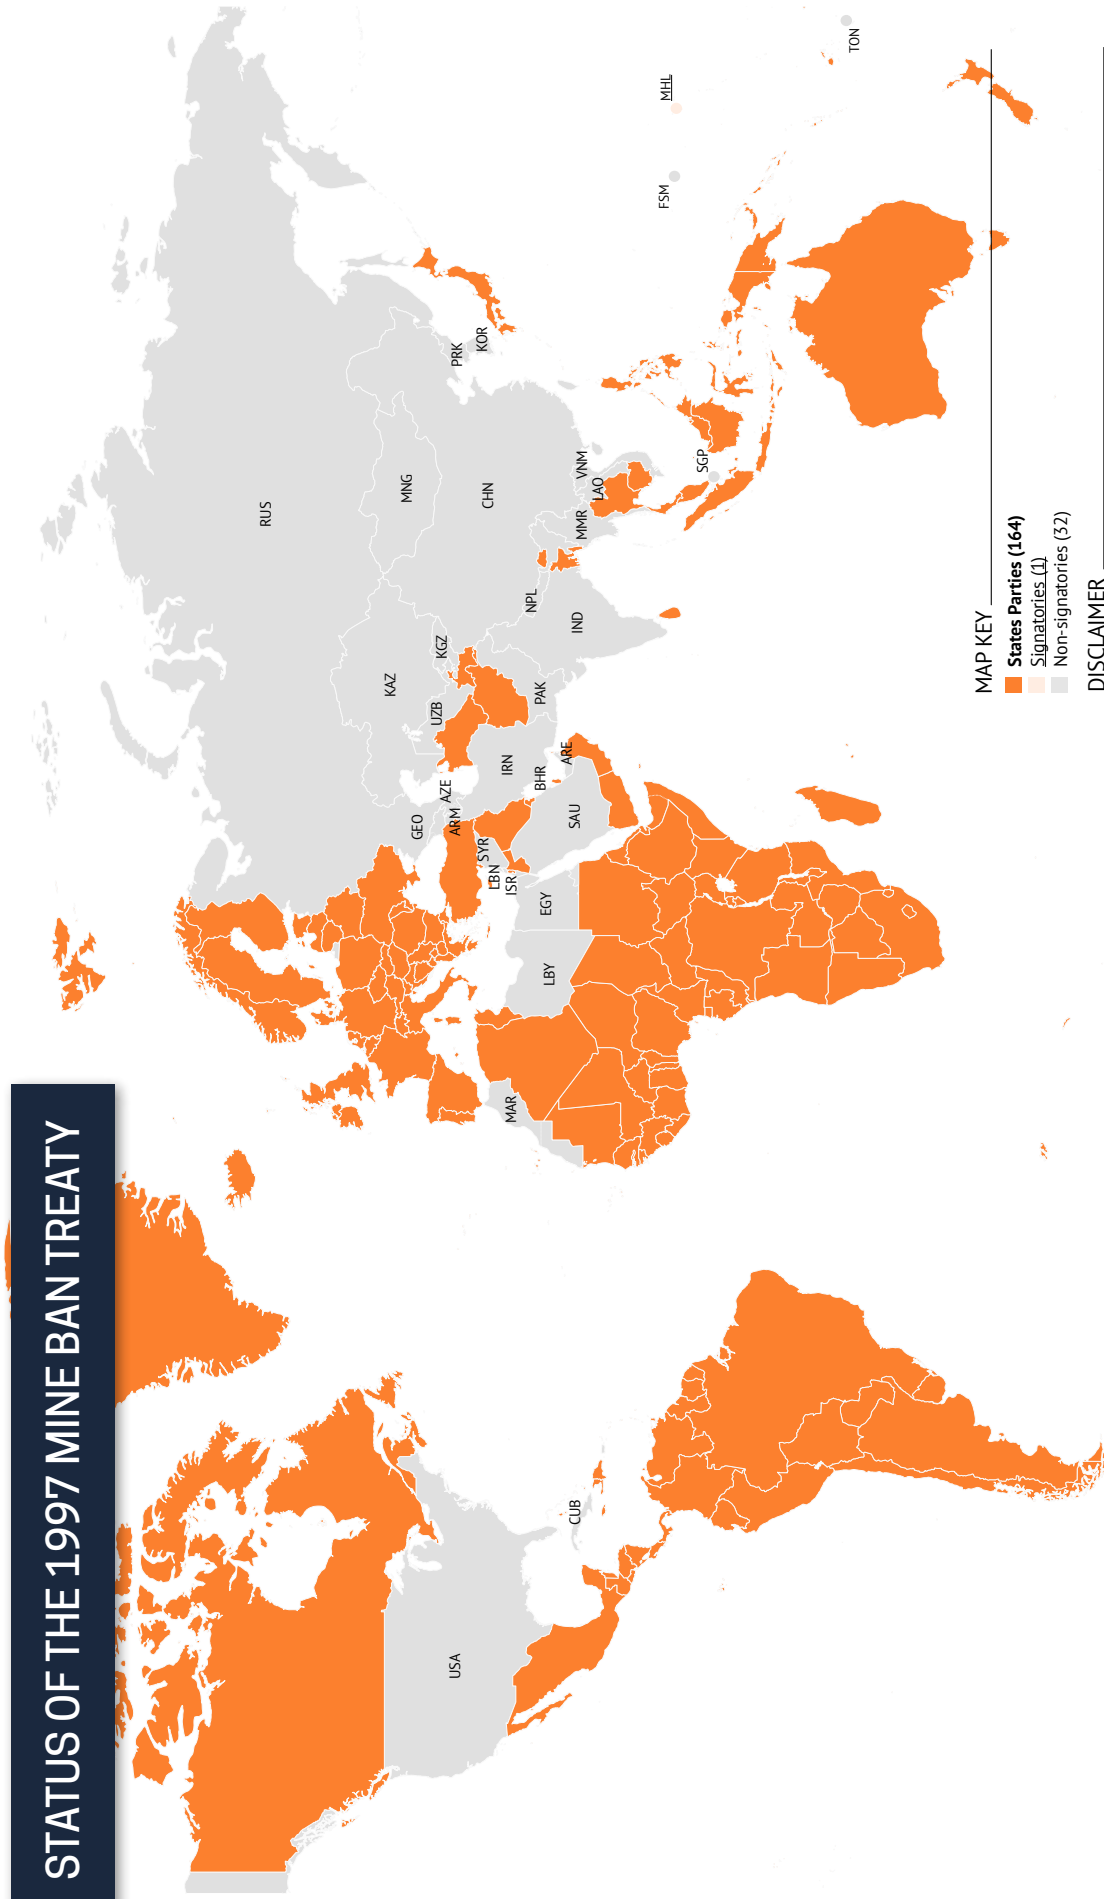 STATUS OF THE 1997 MINE BAN TREATY
RUS
MNG
KAZ
CHN
PRK
KOR
KGZ
UZB
GEO
AZE
ARM
SYR
LBN
ISR
IRN
BHR
ARE
SAU
PAK
NPL
IND
MMR
LAO
VNM
SGP
EGY
LBY
MAR
USA
CUB
FSM
MHL
TON
MAP KEY
States Parties (164)
Signatories (1)
Non-signatories (32)
DISCLAIMER